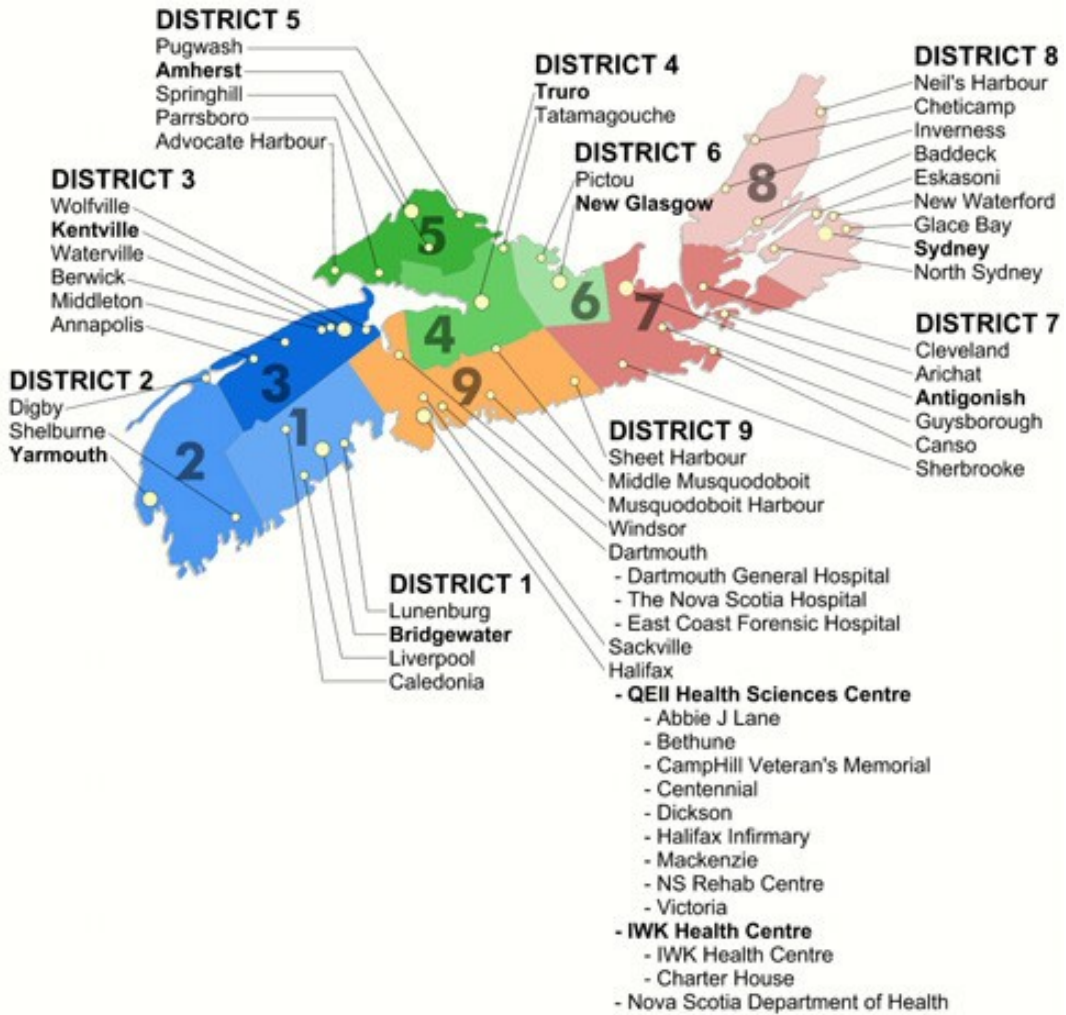 DISTRICT 5
Pugwash
Amherst
Springhill
Parrsboro
Advocate Harbour
DISTRICT 4
Truro
Tatamagouche
DISTRICT 8
Neil's Harbour
Cheticamp
Inverness
Baddeck
Eskasoni
New Waterford
Glace Bay
Sydney
North Sydney
DISTRICT 6
Pictou
New Glasgow
DISTRICT 3
Wolfville
Kentville
Waterville
Berwick
Middleton
Annapolis
8
5
6
7
4
3
9
1
2
DISTRICT 7
Cleveland
Arichat
Antigonish
Guysborough
Canso
Sherbrooke
DISTRICT 2
Digby
Shelburne
Yarmouth
DISTRICT 9
Sheet Harbour
Middle Musquodoboit
Musquodoboit Harbour
Windsor
Dartmouth
- Dartmouth General Hospital
- The Nova Scotia Hospital
- East Coast Forensic Hospital
Sackville
Halifax
- QEII Health Sciences Centre
- Abbie J Lane
- Bethune
- CampHill Veteran's Memorial
- Centennial
- Dickson
- Halifax Infirmary
- Mackenzie
- NS Rehab Centre
- Victoria
- IWK Health Centre
- IWK Health Centre
- Charter House
- Nova Scotia Department of Health
DISTRICT 1
Lunenburg
Bridgewater
Liverpool
Caledonia